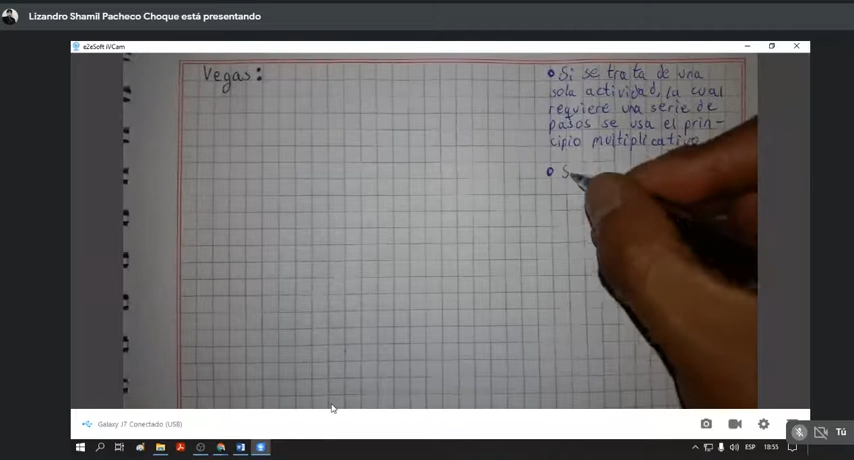 Lizandro Shamil Pacheco Choque está presentando
e2eSoft iVCam
Vegas:
• Si se trata de una
sola actividad, la cual
requiere una serie de
pasos se usa el prin-
cipio multiplicativo
• S
Galaxy J7 Conectado (USB)
Tú
ESP
18:55